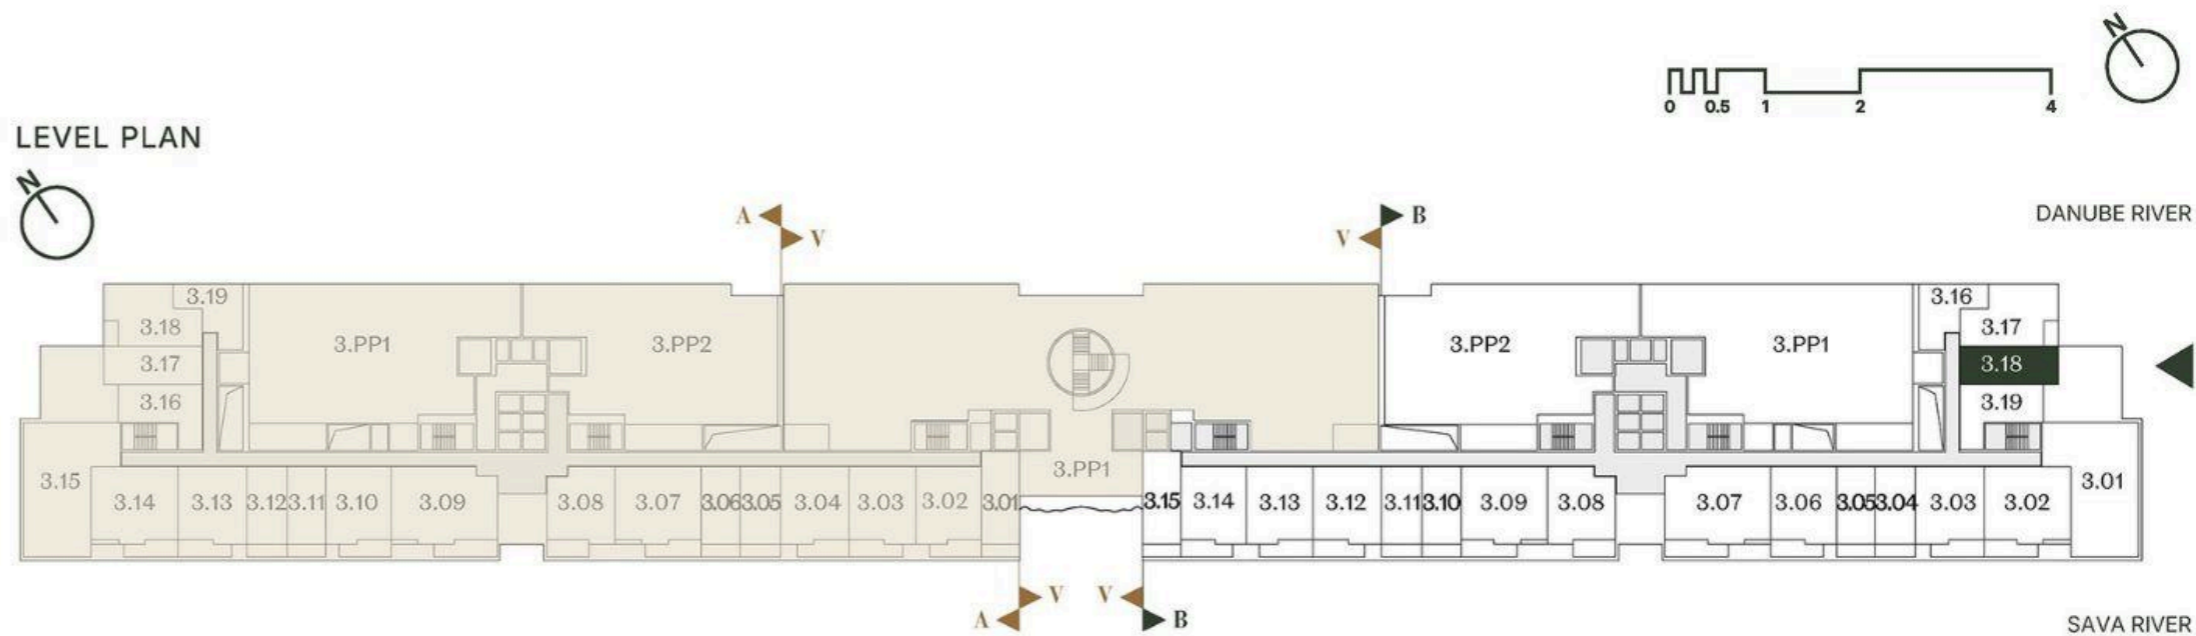 N
0 0.5 1 2 4
LEVEL PLAN
N
A
V
B
V
DANUBE RIVER
3.19
3.18
3.17
3.16
3.15
3.PP1
3.PP2
3.PP2
3.PP1
3.16
3.17
3.18
3.19
3.01
3.PP1
3.14 3.13 3.12 3.11 3.10 3.09 3.08 3.07 3.06 3.05 3.04 3.03 3.02 3.01
3.15 3.14 3.13 3.12 3.11 3.10 3.09 3.08 3.07 3.06 3.05 3.04 3.03 3.02
V
A
V
B
SAVA RIVER